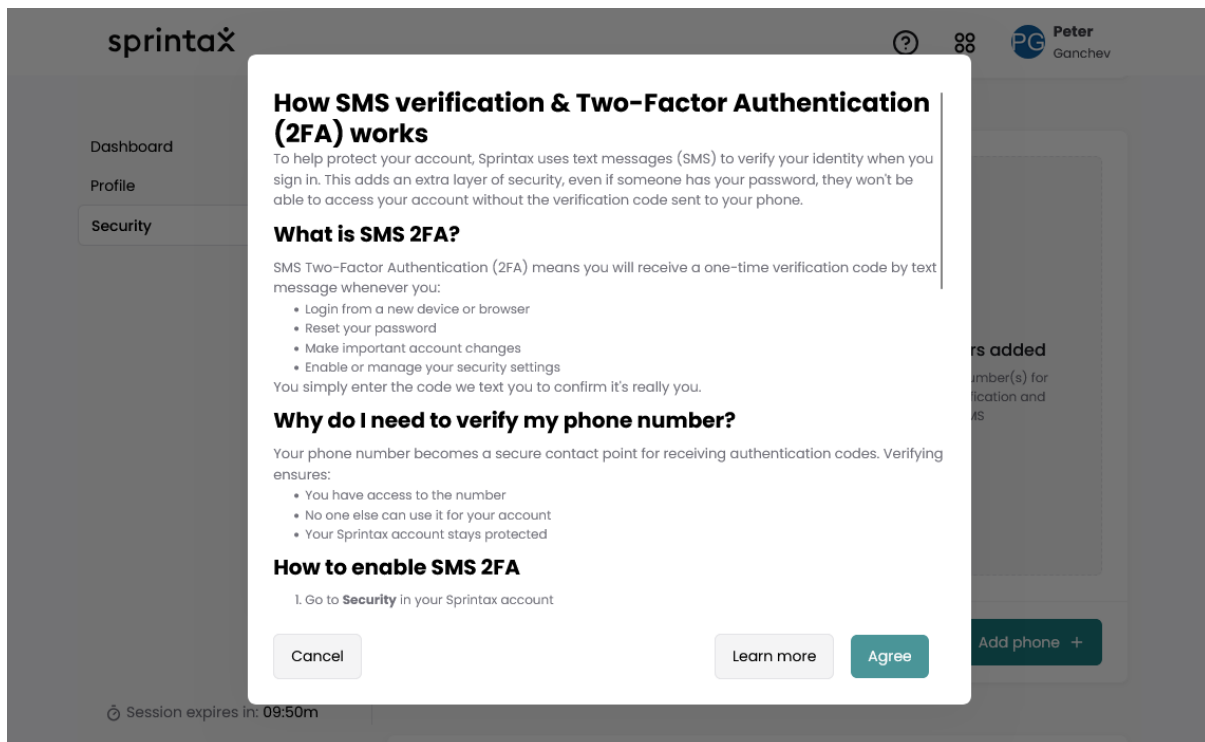 sprintax
Peter
PG
Ganchev
Dashboard
Profile
Security
How SMS verification & Two-Factor Authentication
(2FA) works
To help protect your account, Sprintax uses text messages (SMS) to verify your identity when you
sign in. This adds an extra layer of security, even if someone has your password, they won't be
able to access your account without the verification code sent to your phone.
What is SMS 2FA?
SMS Two-Factor Authentication (2FA) means you will receive a one-time verification code by text
message whenever you:
• Login from a new device or browser
• Reset your password
• Make important account changes
• Enable or manage your security settings
You simply enter the code we text you to confirm it's really you.
Why do I need to verify my phone number?
Your phone number becomes a secure contact point for receiving authentication codes. Verifying
ensures:
• You have access to the number
• No one else can use it for your account
• Your Sprintax account stays protected
How to enable SMS 2FA
1. Go to Security in your Sprintax account
Cancel
Learn more
Agree
rs added
umber(s) for
fication and
MS
Add phone +
Session expires in: 09:50m